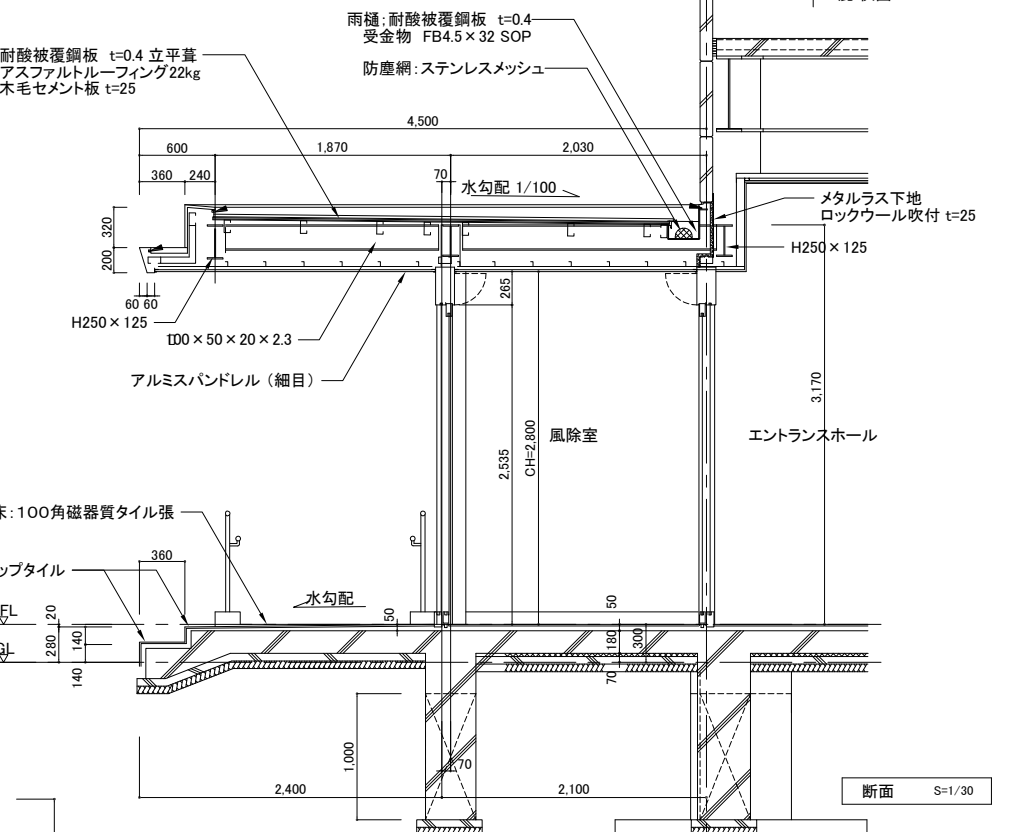 雨樋；耐酸被覆鋼板 t=0.4
受金物 FB4.5×32 SOP
耐酸被覆鋼板 t=0.4 立平葺
アスファルトルーフィング22kg
木毛セメント板 t=25
防塵網：ステンレスメッシュ
4,500
600
1,870
2,030
360
240
70
水勾配 1/100
メタルラス下地
ロックウール吹付 t=25
320
200
H250×125
60 60
265
H250×125
100×50×20×2.3
アルミスパンドレル（細目）
3,170
風除室
エントランスホール
2,535
CH=2,800
床：100角磁器質タイル張
360
ップタイル
水勾配
FL
20
50
50
GL
280
140
180
300
140
70
1,000
70
2,400
2,100
断面 S=1/30